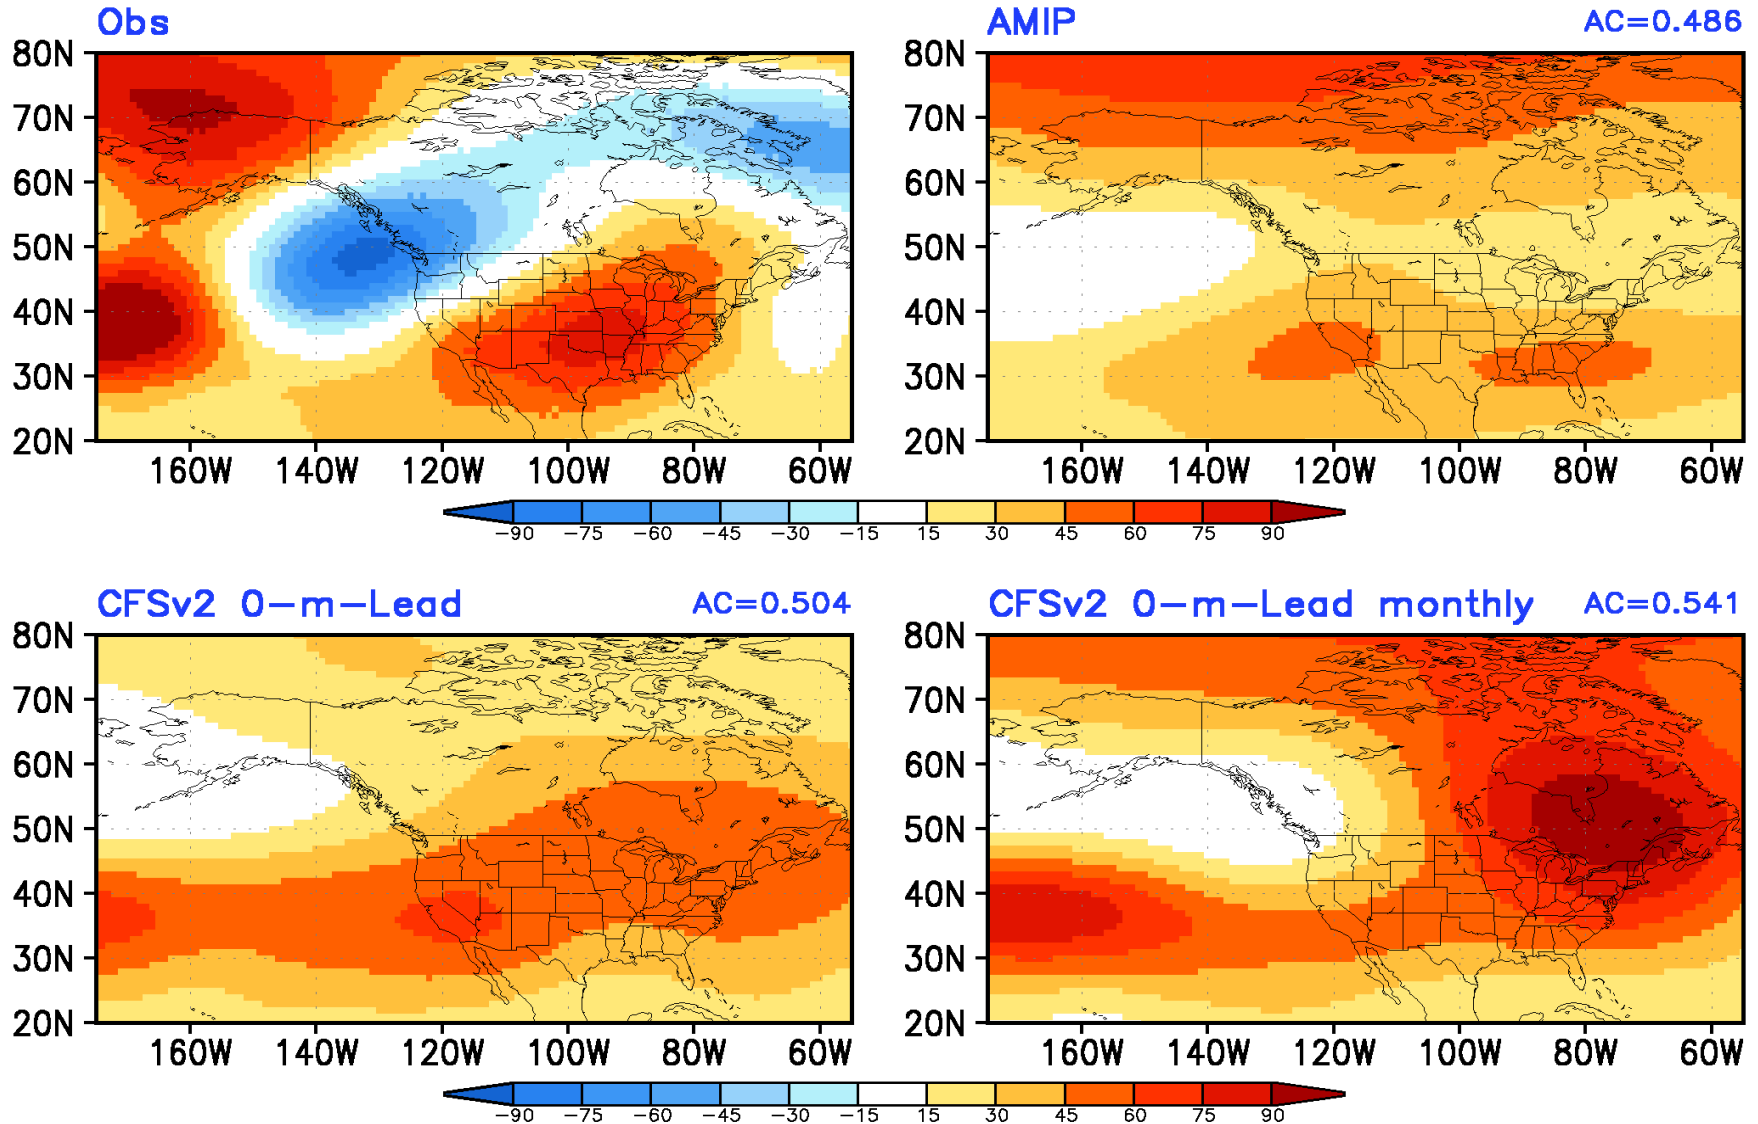 Obs
AMIP AC=0.486
80N 80N
70N 70N
60N 60N
50N 50N
40N 40N
30N 30N
20N 20N
160W 140W 120W 100W 80W 60W 160W 140W 120W 100W 80W 60W
−90 −75 −60 −45 −30 −15 15 30 45 60 75 90
CFSv2 0−m−Lead AC=0.504
CFSv2 0−m−Lead monthly AC=0.541
80N 80N
70N 70N
60N 60N
50N 50N
40N 40N
30N 30N
20N 20N
160W 140W 120W 100W 80W 60W 160W 140W 120W 100W 80W 60W
−90 −75 −60 −45 −30 −15 15 30 45 60 75 90